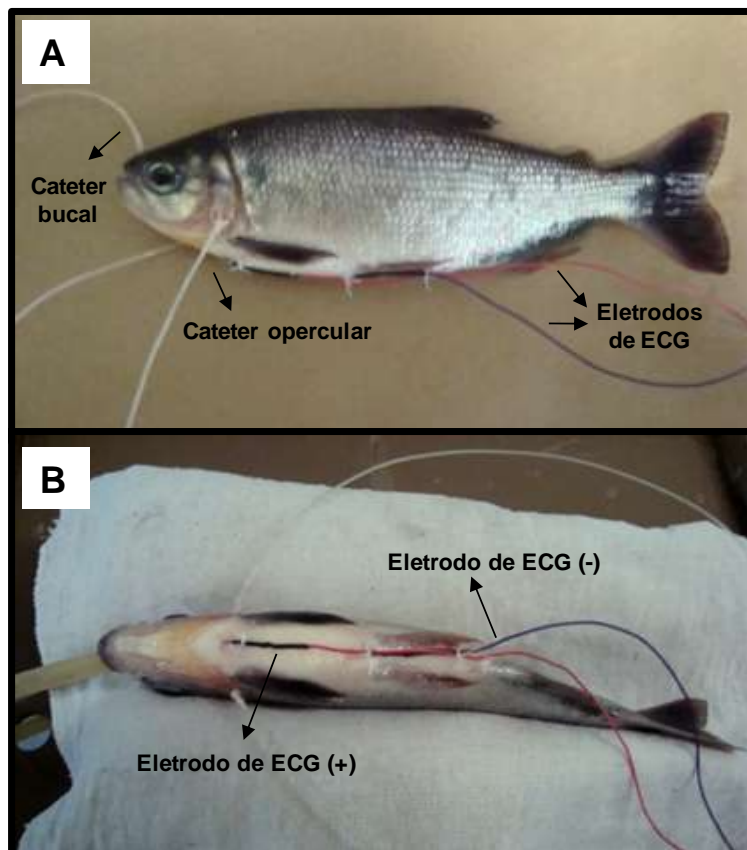 A
Cateter
bucal
Cateter opercular
Eletrodos
de ECG
B
Eletrodo de ECG (-)
Eletrodo de ECG (+)